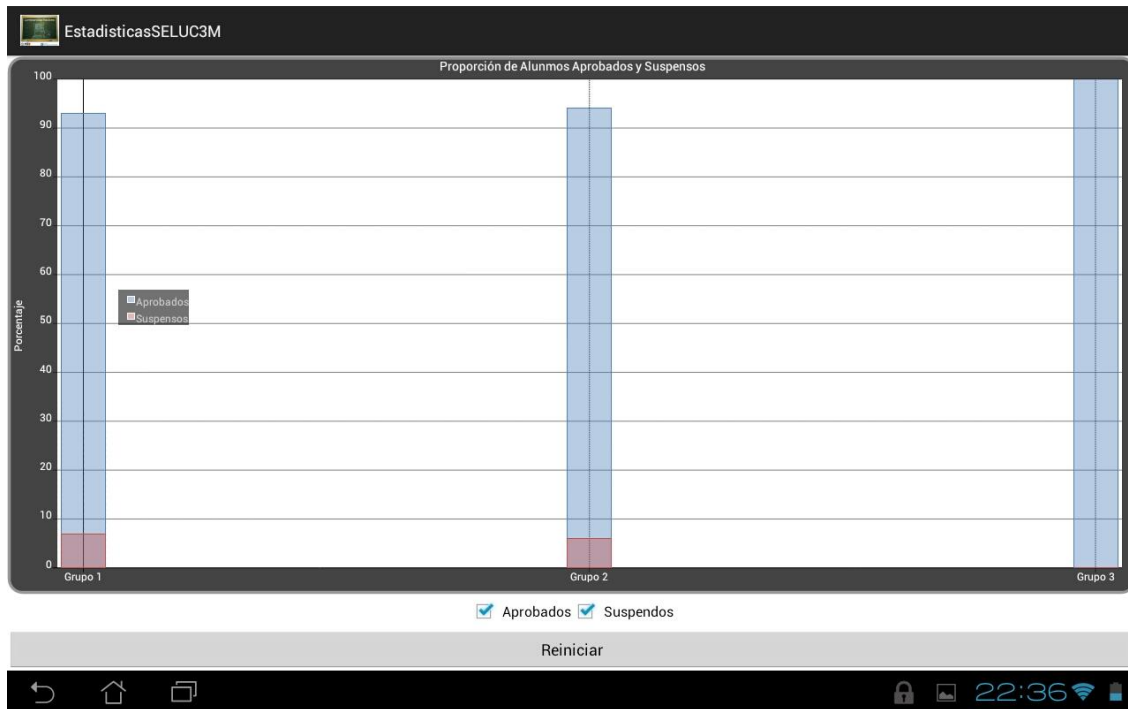 EstadisticasSELUC3M
Proporción de Alunmos Aprobados y Suspensos
100
90
80
70
60
50
40
30
20
10
0
Porcentaje
Aprobados
Suspensos
Grupo 1 Grupo 2 Grupo 3
Aprobados Suspendos
Reiniciar
22:36